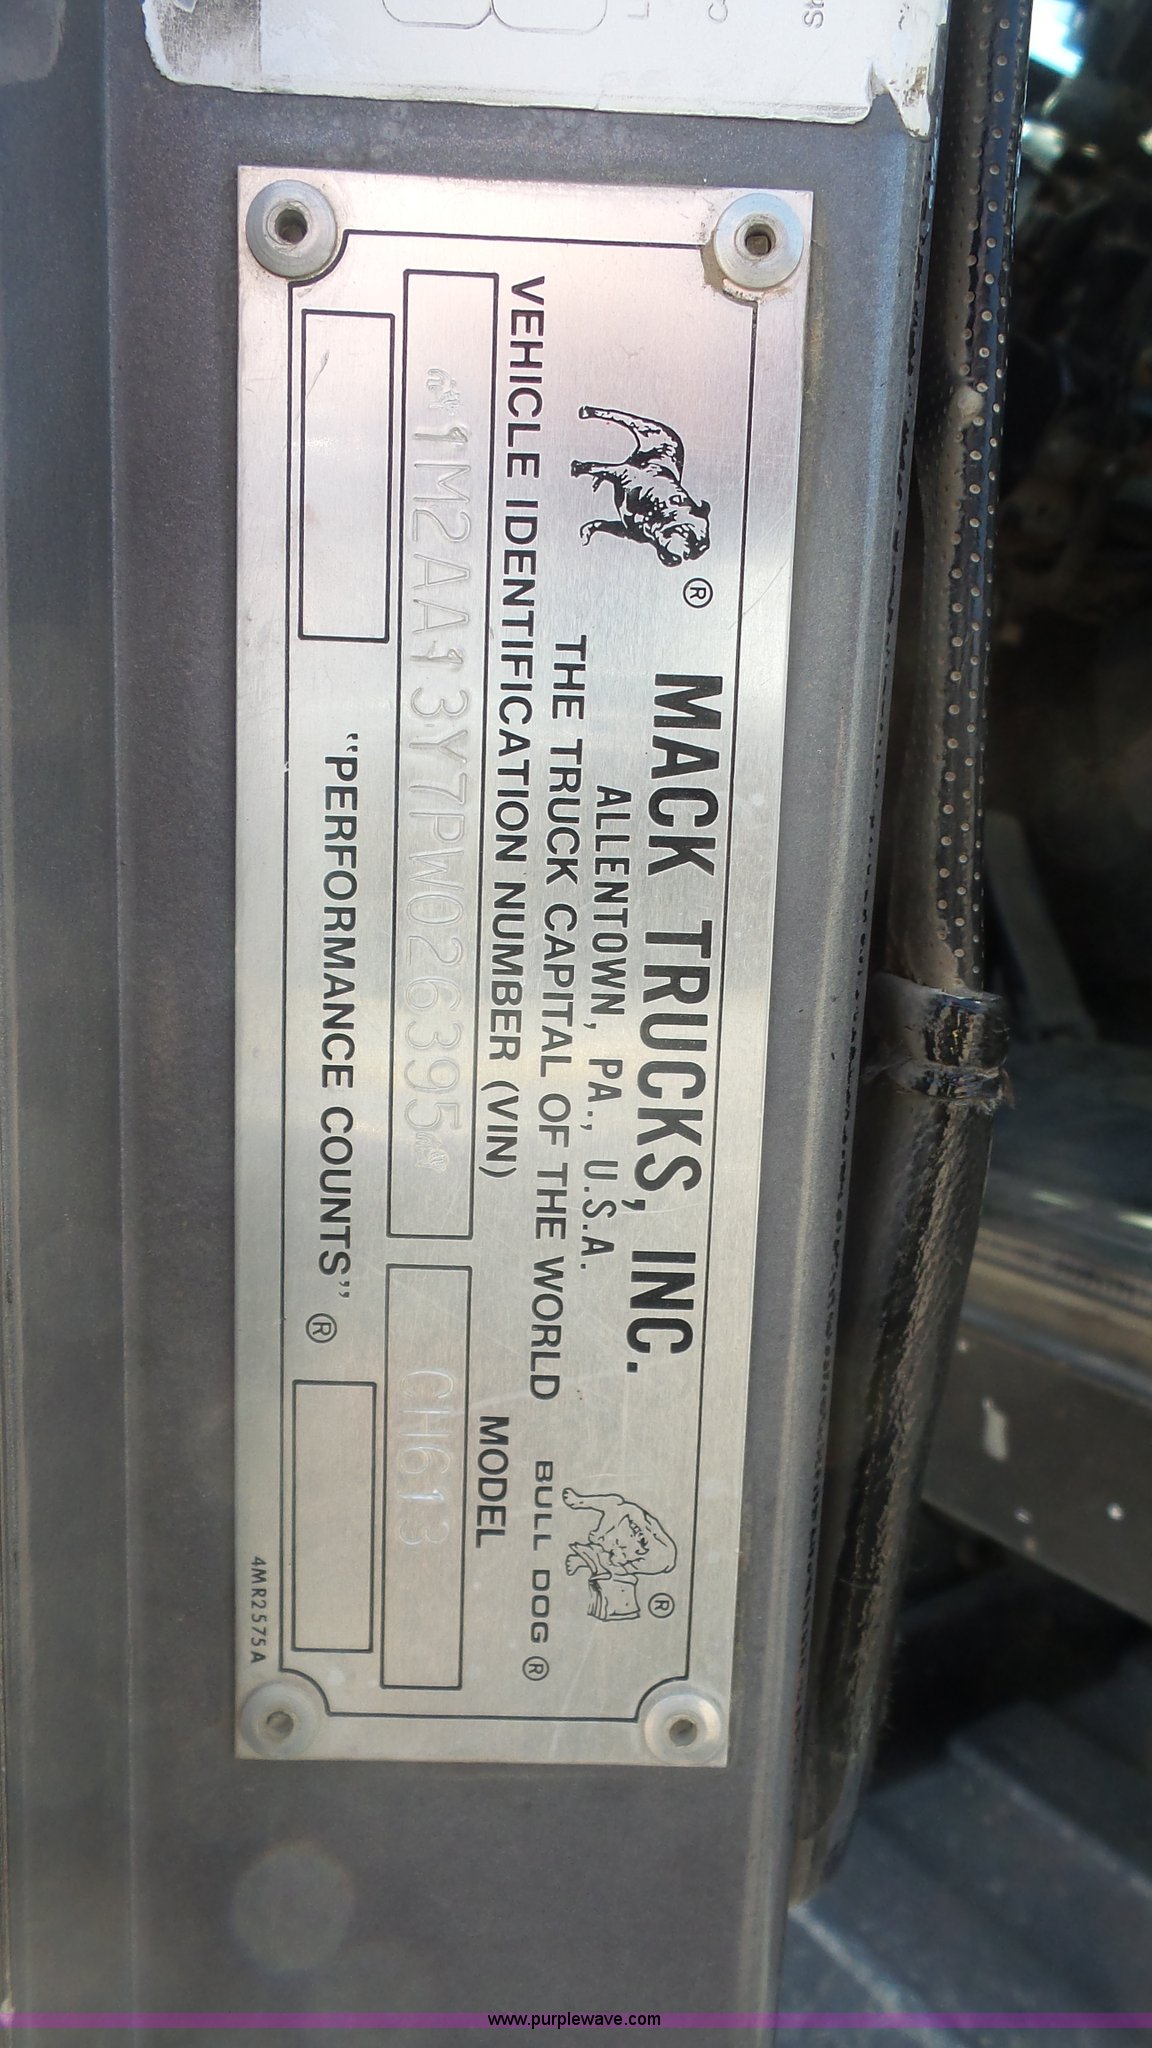 MACK TRUCKS, INC.
ALLENTOWN, PA., U.S.A.
THE TRUCK CAPITAL OF THE WORLD
BULL DOG ®
VEHICLE IDENTIFICATION NUMBER (VIN)
MODEL
1M2AA13Y7PW026395
CH613
"PERFORMANCE COUNTS" ®
4MR2575A
www.purplewave.com